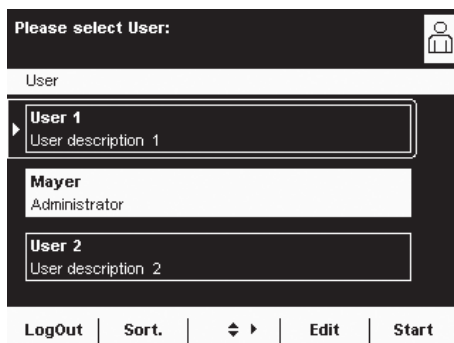 Please select User:
User
User 1
User description 1
Mayer
Administrator
User 2
User description 2
LogOut | Sort. | | Edit | Start